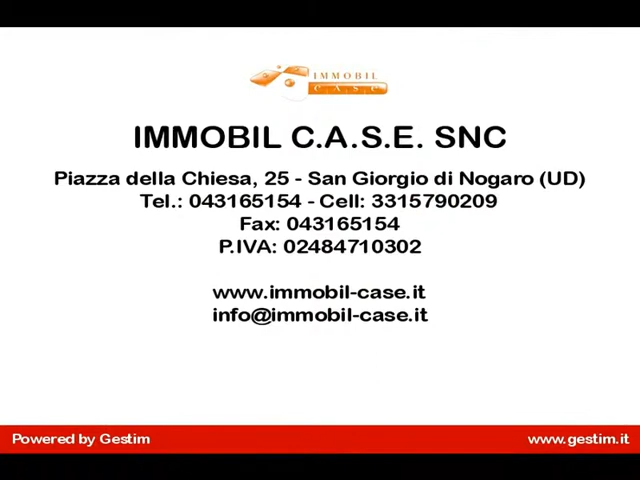 IMMOBIL
C.A.S.E.
IMMOBIL C.A.S.E. SNC
Piazza della Chiesa, 25 - San Giorgio di Nogaro (UD)
Tel.: 043165154 - Cell: 3315790209
Fax: 043165154
P.IVA: 02484710302
www.immobil-case.it
info@immobil-case.it
Powered by Gestim
www.gestim.it